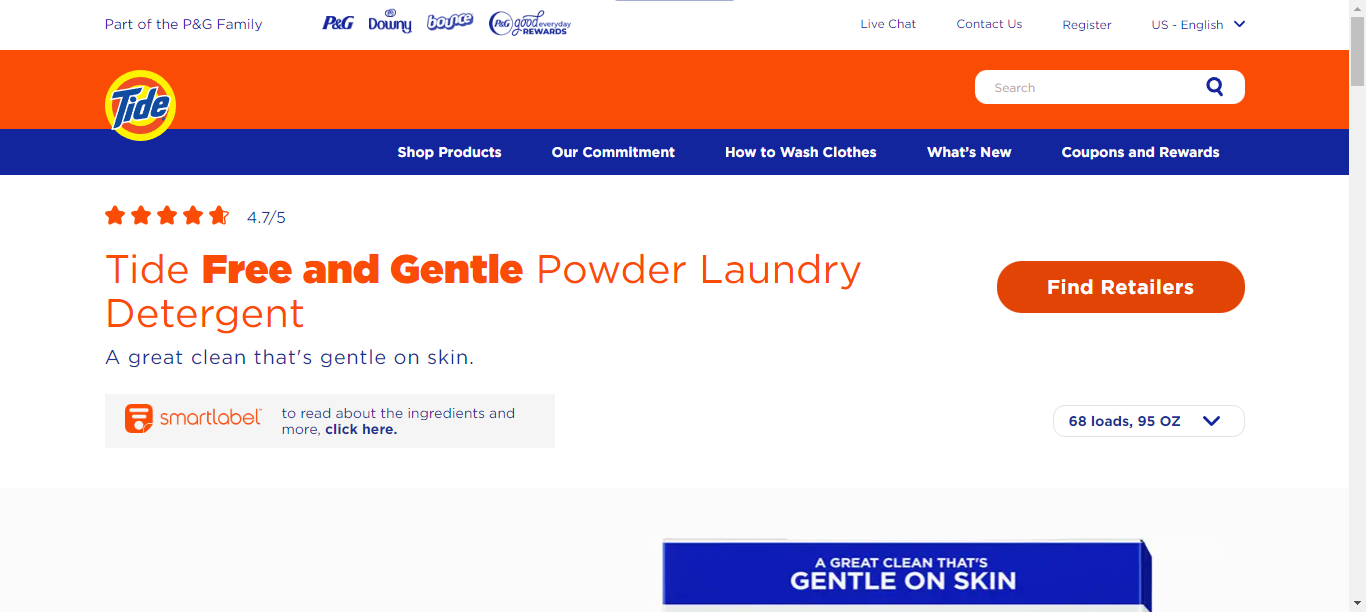 Part of the P&G Family
P&G Downy bounce P&G good everyday REWARDS
Live Chat Contact Us Register US - English
Tide
Search
Shop Products Our Commitment How to Wash Clothes What's New Coupons and Rewards
4.7/5
Tide Free and Gentle Powder Laundry
Detergent
Find Retailers
A great clean that's gentle on skin.
smartlabel™ to read about the ingredients and
more, click here.
68 loads, 95 OZ
A GREAT CLEAN THAT'S
GENTLE ON SKIN